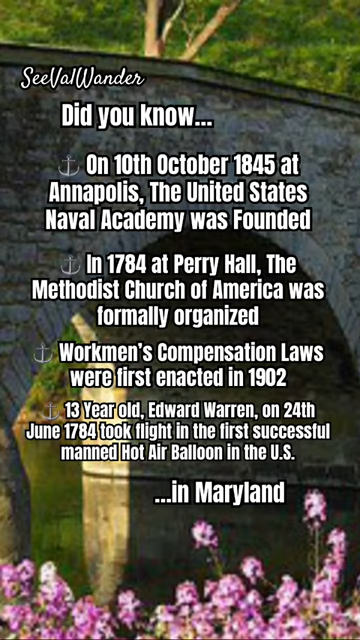 SeeValWander
Did you know...
⚓ On 10th October 1845 at
Annapolis, The United States
Naval Academy was Founded
⚓ In 1784 at Perry Hall, The
Methodist Church of America was
formally organized
⚓ Workmen's Compensation Laws
were first enacted in 1902
⚓ 13 Year old, Edward Warren, on 24th
June 1784 took flight in the first successful
manned Hot Air Balloon in the U.S.
...in Maryland